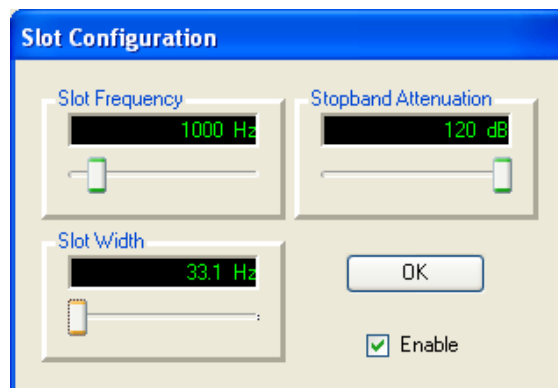 Slot Configuration
Slot Frequency
1000 Hz
Stopband Attenuation
120 dB
Slot Width
33.1 Hz
OK
Enable